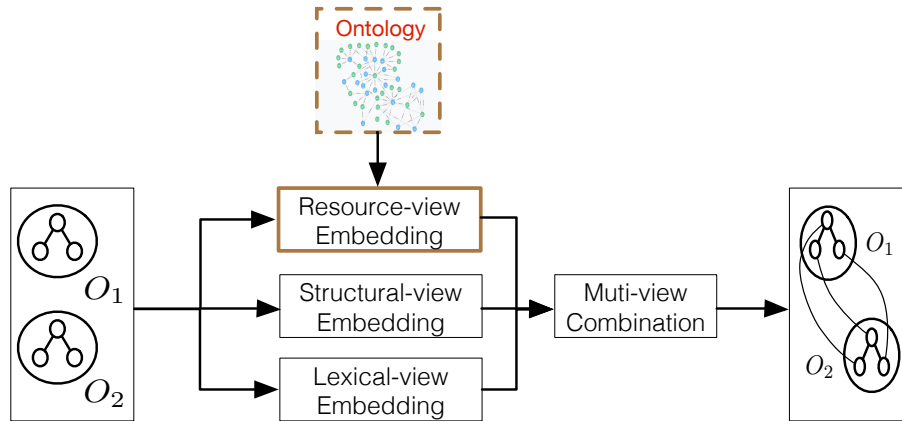 Ontology
Resource-view
Embedding
O1
O2
Structural-view
Embedding
Lexical-view
Embedding
Muti-view
Combination
O1
O2